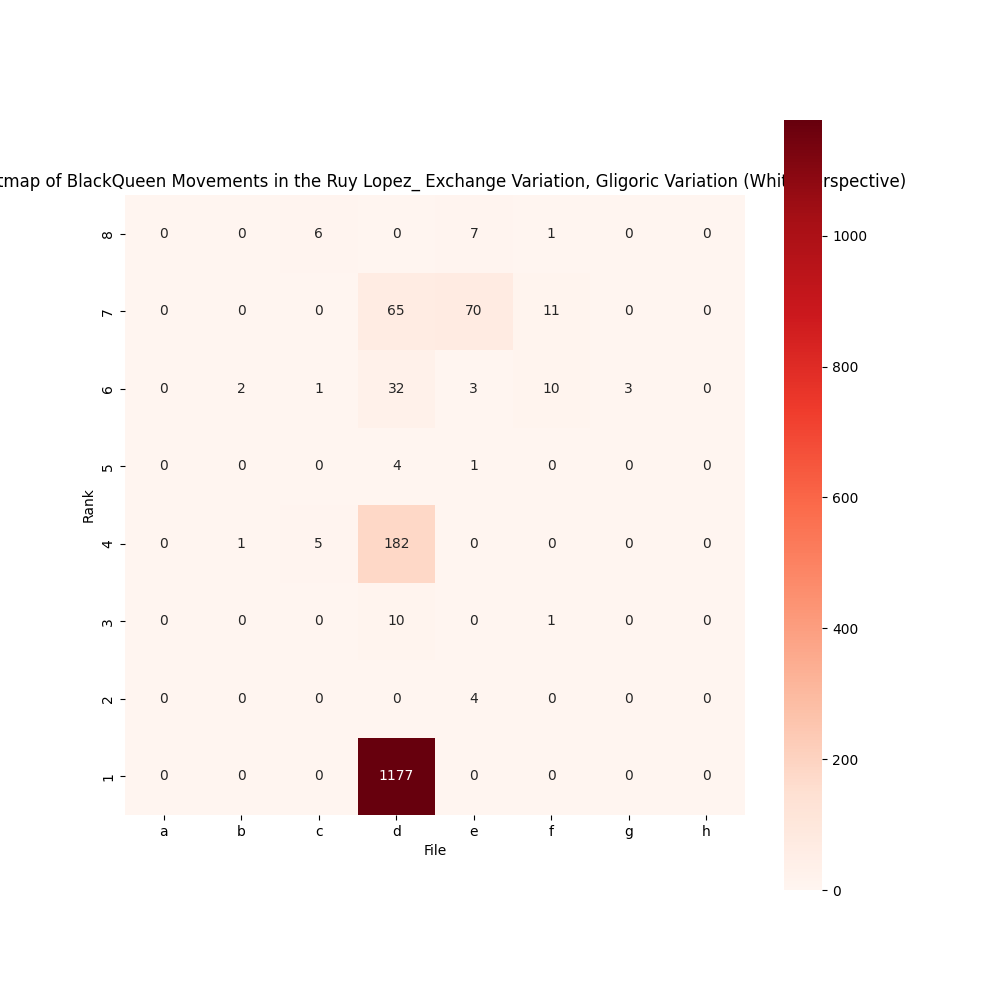 tmap of BlackQueen Movements in the Ruy Lopez_ Exchange Variation, Gligoric Variation (Whit rspective)
8 0 0 6 0 7 1 0 0
7 0 0 0 65 70 11 0 0
6 0 2 1 32 3 10 3 0
5 0 0 0 4 1 0 0 0
4 0 1 5 182 0 0 0 0
3 0 0 0 10 0 1 0 0
2 0 0 0 0 4 0 0 0
1 0 0 0 1177 0 0 0 0
Rank
a b c d e f g h
File
1000
800
600
400
200
0